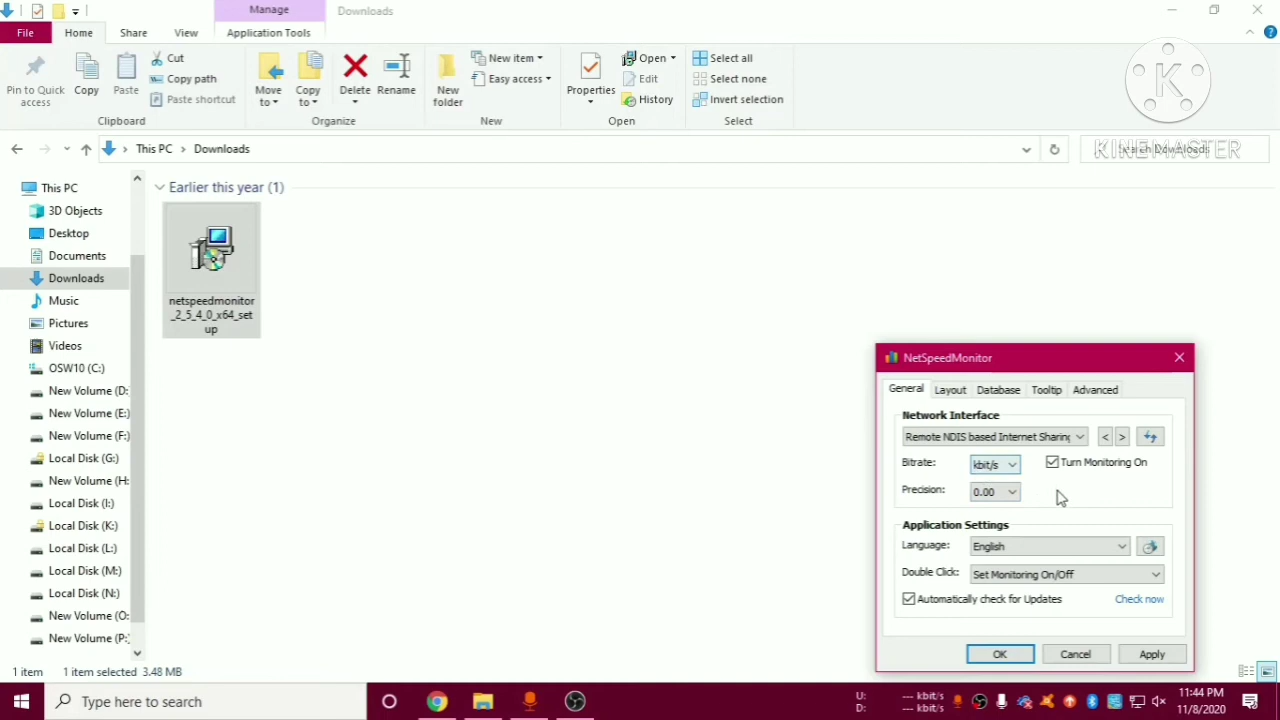 Manage
Downloads
File
Home
Share
View
Application Tools
Pin to Quick
access
Copy
Paste
Cut
Copy path
Paste shortcut
Clipboard
Move
to
Copy
to
Delete
Rename
Organize
New
folder
New item
Easy access
New
Properties
Open
Edit
History
Open
Select all
Select none
Invert selection
Select
K
This PC
Downloads
Search Downloads
KINEMASTER
This PC
3D Objects
Desktop
Documents
Downloads
Music
Pictures
Videos
OSW10 (C:)
New Volume (D:
New Volume (E:)
New Volume (F:)
Local Disk (G:)
New Volume (H:
Local Disk (I:)
Local Disk (K:)
Local Disk (L:)
Local Disk (M:)
Local Disk (N:)
New Volume (O:
New Volume (P:)
Earlier this year (1)
netspeedmonitor
_2_5_4_0_x64_set
up
NetSpeedMonitor
General
Layout
Database
Tooltip
Advanced
Network Interface
Remote NDIS based Internet Sharing
< >
Bitrate:
kbit/s
Turn Monitoring On
Precision:
0.00
Application Settings
Language:
English
Double Click:
Set Monitoring On/Off
Automatically check for Updates
Check now
OK
Cancel
Apply
1 item
1 item selected 3.48 MB
Type here to search
U: --- kbit/s
D: --- kbit/s
11:44 PM
11/8/2020